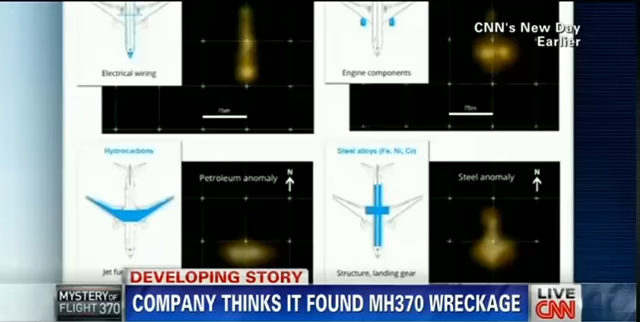 CNN's New Day
Earlier
Electrical wiring
75m
Engine components
75m
Hydrocarbons
Petroleum anomaly
N
Jet fu
Steel alloys (Fe, Ni, Cr)
Steel anomaly
N
Structure, landing gear
DEVELOPING STORY
MYSTERY OF
FLIGHT 370
COMPANY THINKS IT FOUND MH370 WRECKAGE
LIVE
CNN